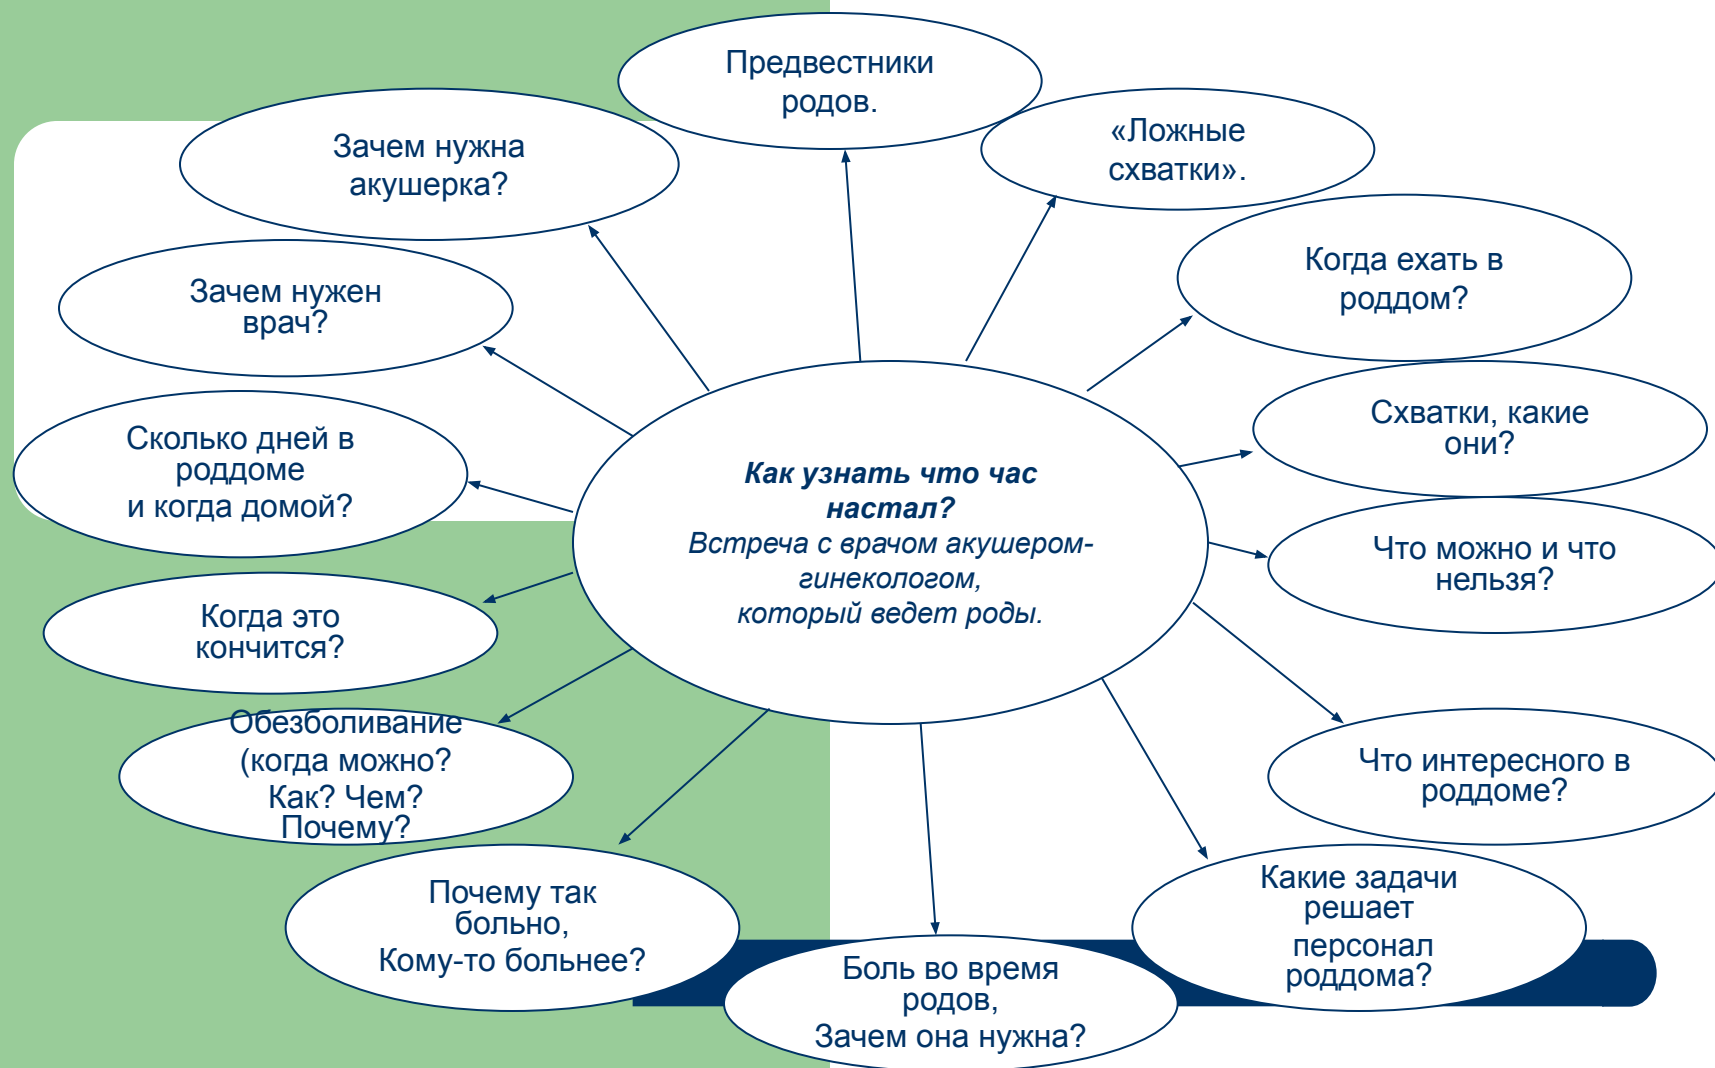 Предвестники
родов.
«Ложные
схватки».
Зачем нужна
акушерка?
Когда ехать в
роддом?
Зачем нужен
врач?
Схватки, какие
они?
Сколько дней в
роддоме
и когда домой?
Как узнать что час
настал?
Встреча с врачом акушером-
гинекологом,
который ведет роды.
Что можно и что
нельзя?
Когда это
кончится?
Обезболивание
(когда можно?
Как? Чем?
Почему?
Что интересного в
роддоме?
Почему так
больно,
Кому-то больнее?
Какие задачи
решает
персонал
роддома?
Боль во время
родов,
Зачем она нужна?